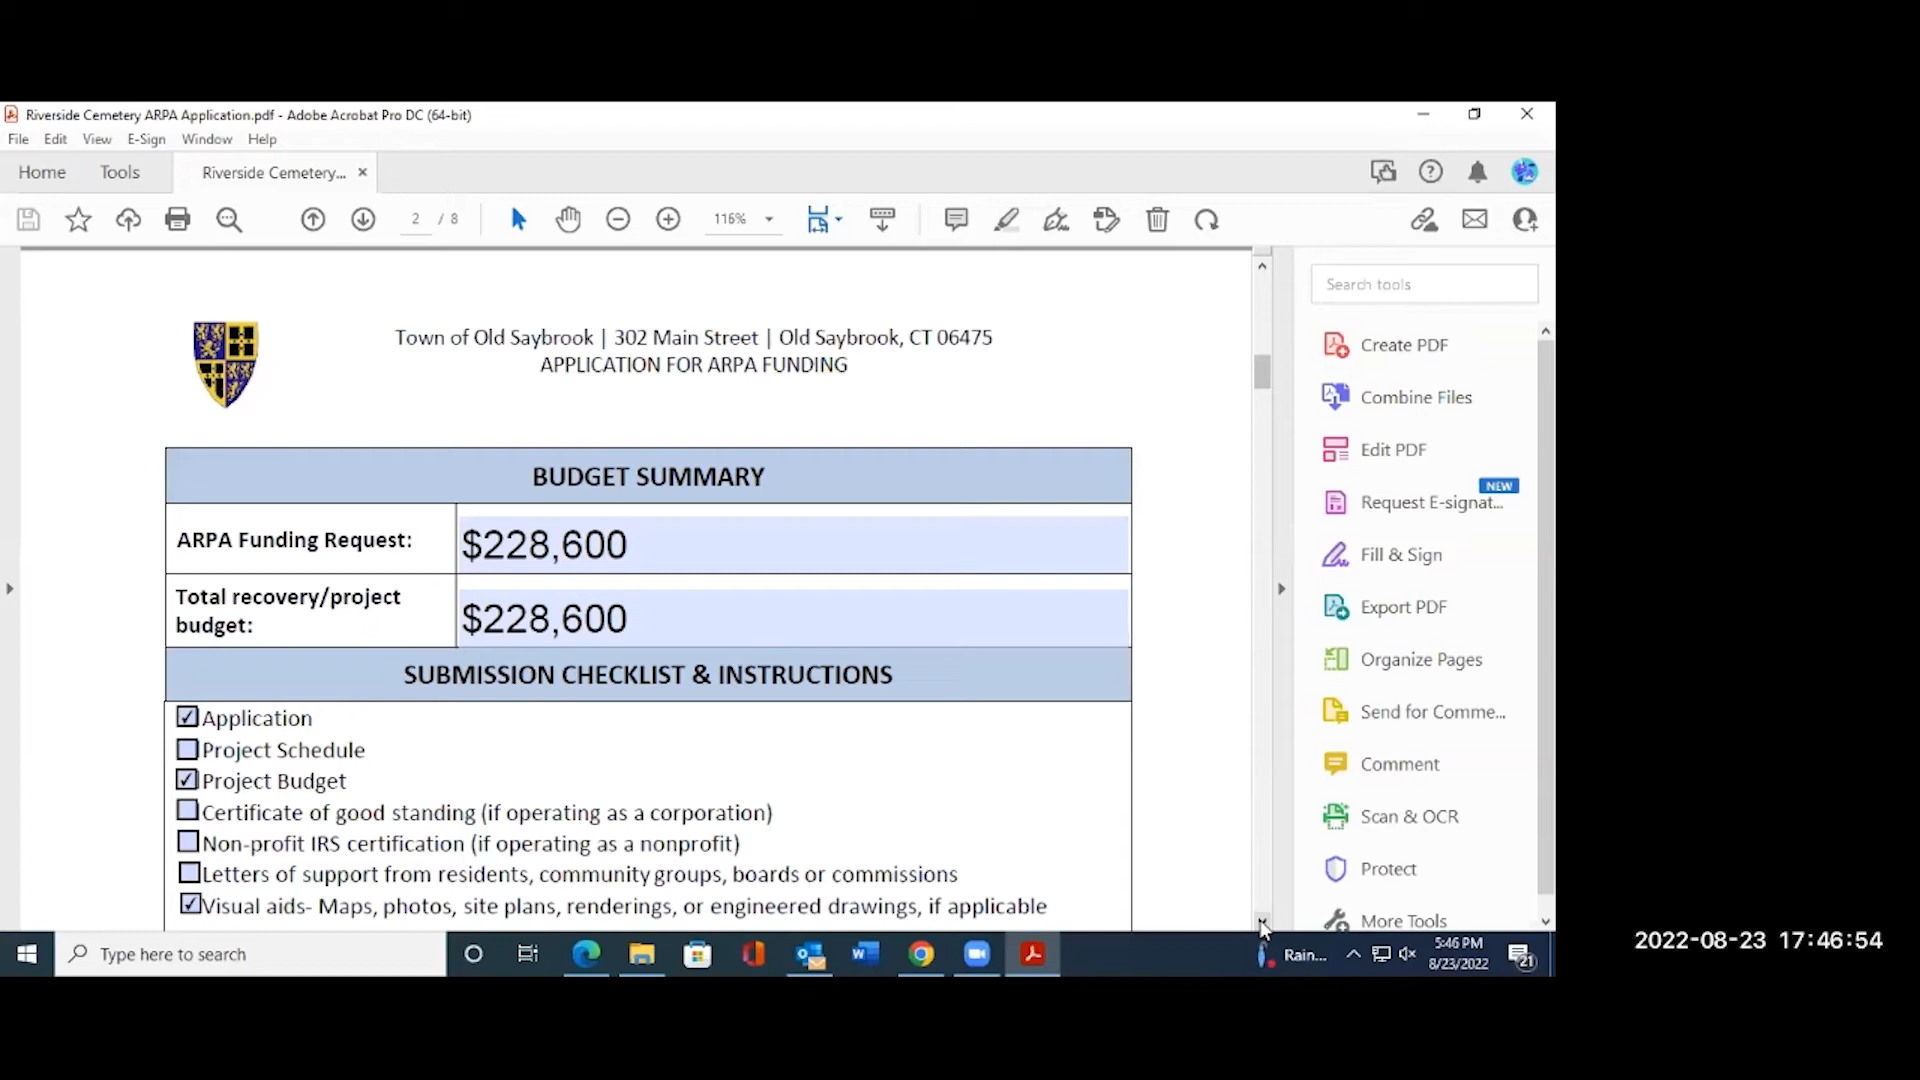 Riverside Cemetery ARPA Application.pdf - Adobe Acrobat Pro DC (64-bit)
File Edit View E-Sign Window Help
Home Tools Riverside Cemetery... ×
2 / 8 116%
Search tools
Town of Old Saybrook | 302 Main Street | Old Saybrook, CT 06475
APPLICATION FOR ARPA FUNDING
BUDGET SUMMARY
ARPA Funding Request: $228,600
Total recovery/project
budget: $228,600
SUBMISSION CHECKLIST & INSTRUCTIONS
Application
Project Schedule
Project Budget
Certificate of good standing (if operating as a corporation)
Non-profit IRS certification (if operating as a nonprofit)
Letters of support from residents, community groups, boards or commissions
Visual aids- Maps, photos, site plans, renderings, or engineered drawings, if applicable
Create PDF
Combine Files
Edit PDF
NEW
Request E-signat...
Fill & Sign
Export PDF
Organize Pages
Send for Comme...
Comment
Scan & OCR
Protect
More Tools
Type here to search
Rain...
5:46 PM
8/23/2022
21
2022-08-23 17:46:54